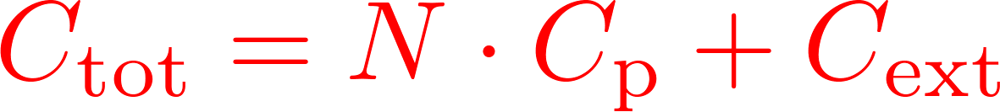 C_tot = N · C_p + C_ext